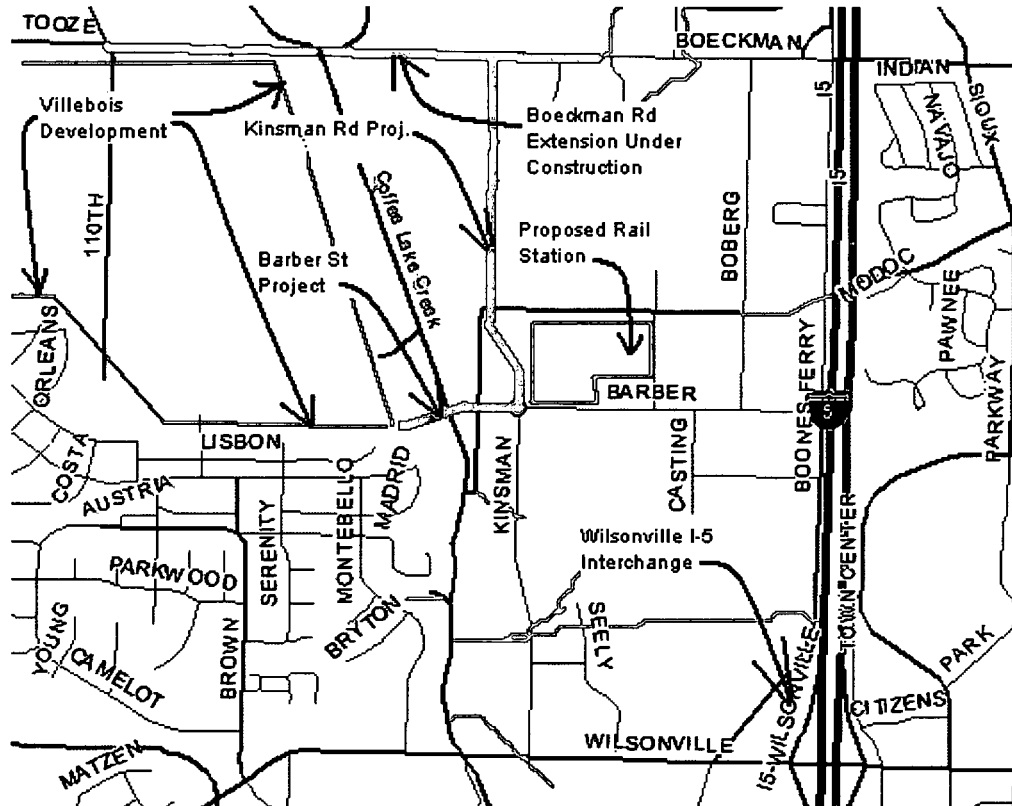 TOOZE
BOECKMAN
INDIAN
SIOUX
NAVAJO
I5
I5
Villebois
Development
Kinsman Rd Proj.
Boeckman Rd
Extension Under
Construction
110TH
Coffee Lake Creek
BOBERG
MODOC
Barber St
Project
Proposed Rail
Station
PAWNEE
ORLEANS
BARBER
BOONES FERRY
PARKWAY
5
LISBON
COSTA
AUSTRIA
MADRID
MONTEBELLO
SERENITY
KINSMAN
CASTING
Wilsonville I-5
Interchange
TOWN CENTER
PARKWOOD
YOUNG
BROWN
BRYTON
SEELY
CAMELOT
PARK
CITIZENS
I5-WILSONVILLE
WILSONVILLE
MATZEN